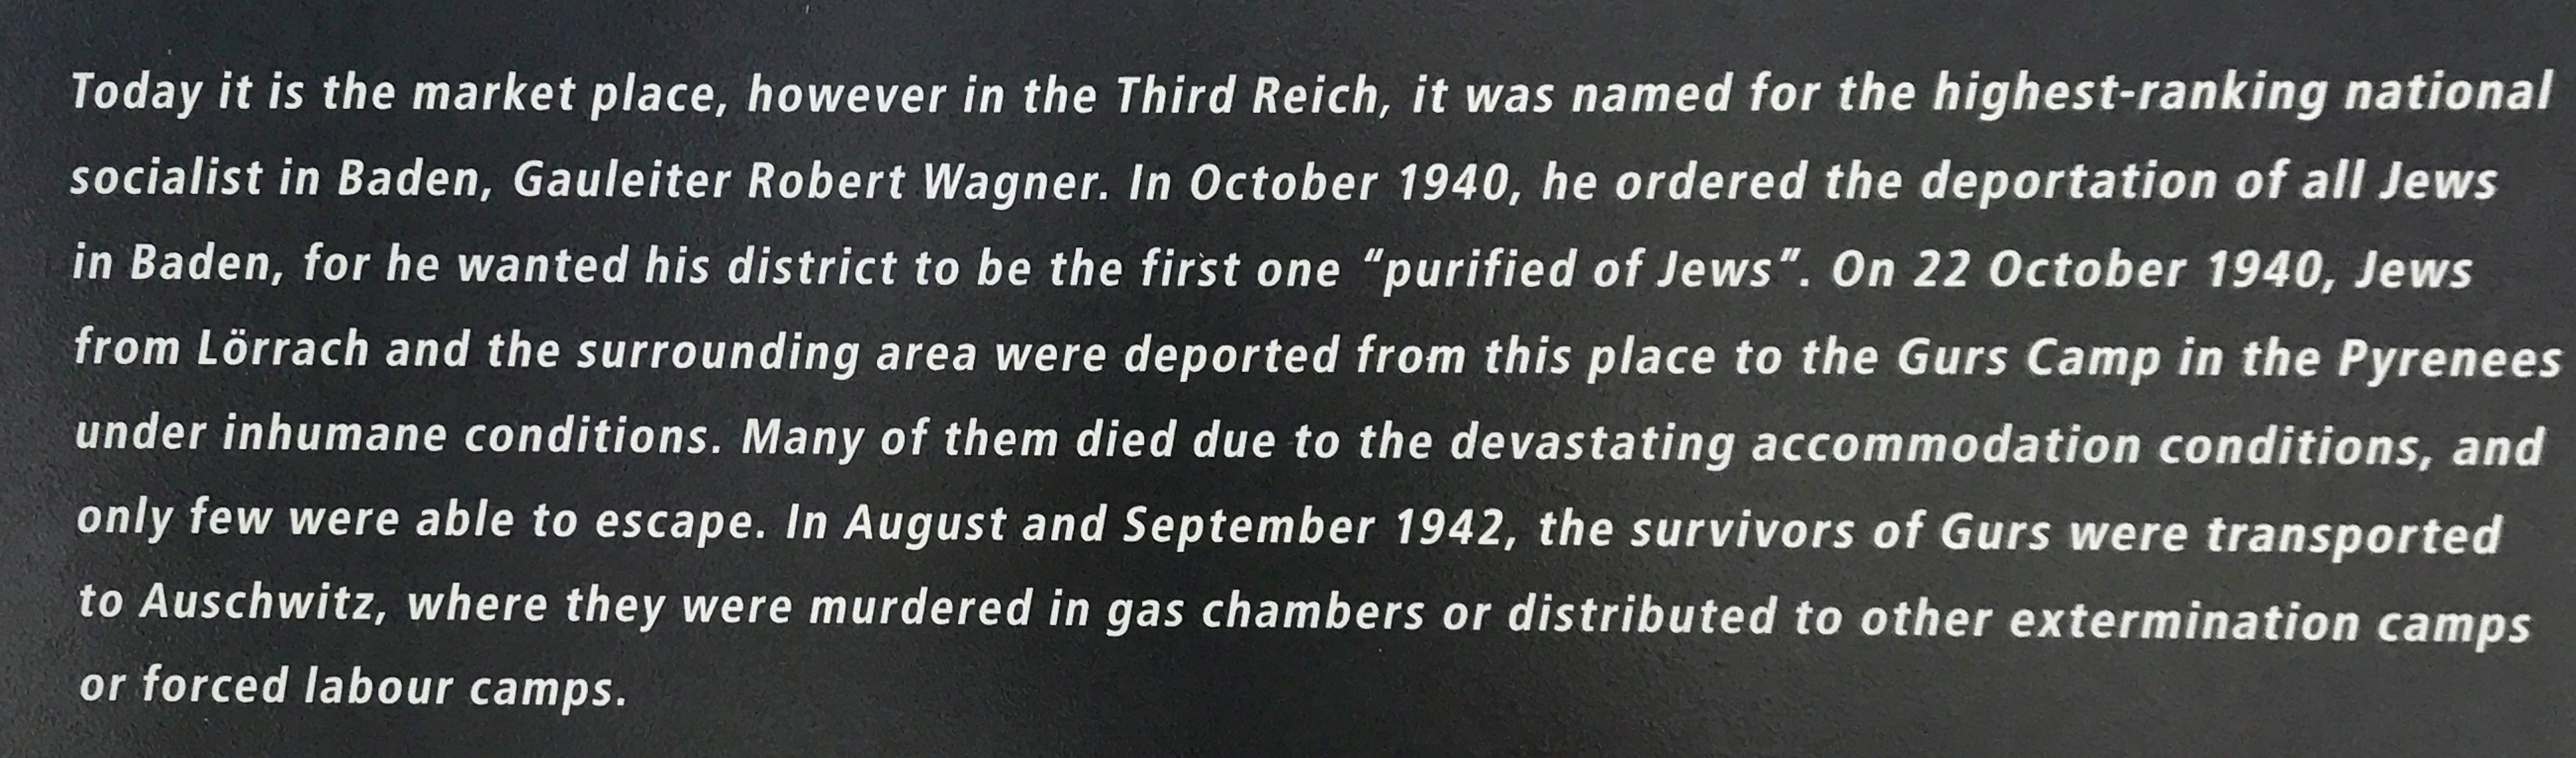 Today it is the market place, however in the Third Reich, it was named for the highest-ranking national
socialist in Baden, Gauleiter Robert Wagner. In October 1940, he ordered the deportation of all Jews
in Baden, for he wanted his district to be the first one “purified of Jews”. On 22 October 1940, Jews
from Lörrach and the surrounding area were deported from this place to the Gurs Camp in the Pyrenees
under inhumane conditions. Many of them died due to the devastating accommodation conditions, and
only few were able to escape. In August and September 1942, the survivors of Gurs were transported
to Auschwitz, where they were murdered in gas chambers or distributed to other extermination camps
or forced labour camps.